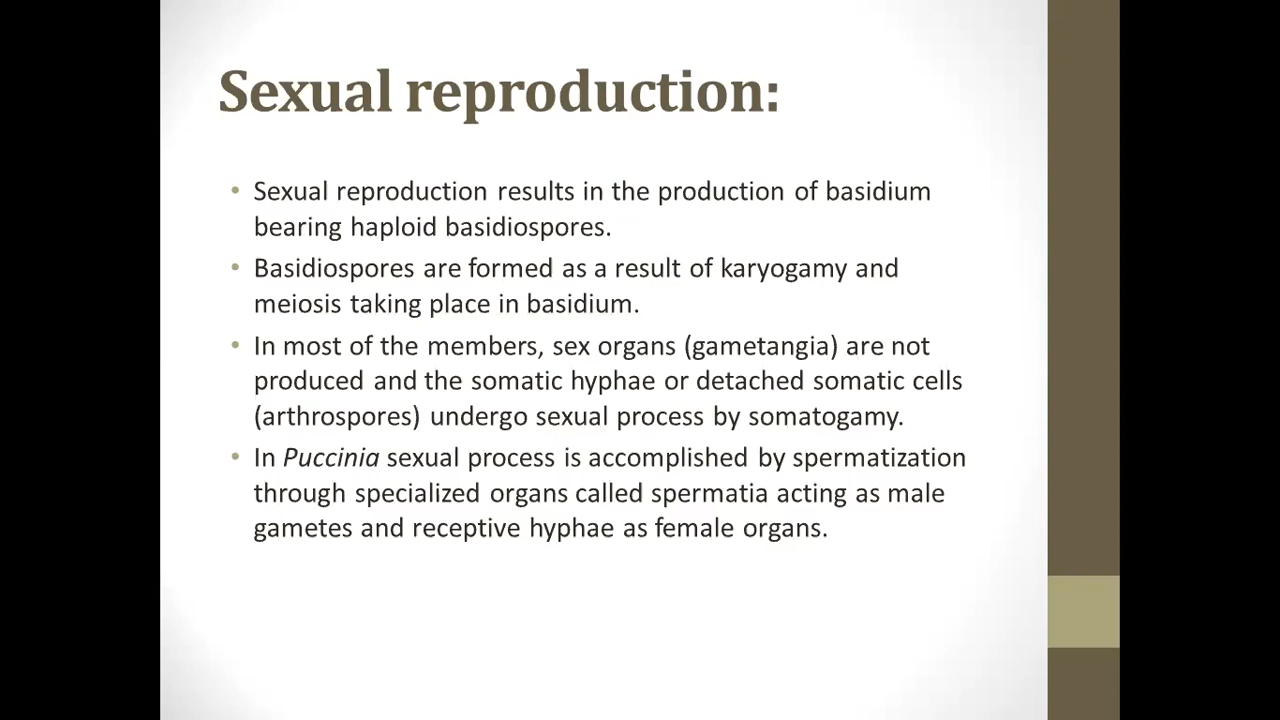 Sexual reproduction:
• Sexual reproduction results in the production of basidium
bearing haploid basidiospores.
• Basidiospores are formed as a result of karyogamy and
meiosis taking place in basidium.
• In most of the members, sex organs (gametangia) are not
produced and the somatic hyphae or detached somatic cells
(arthrospores) undergo sexual process by somatogamy.
• In Puccinia sexual process is accomplished by spermatization
through specialized organs called spermatia acting as male
gametes and receptive hyphae as female organs.